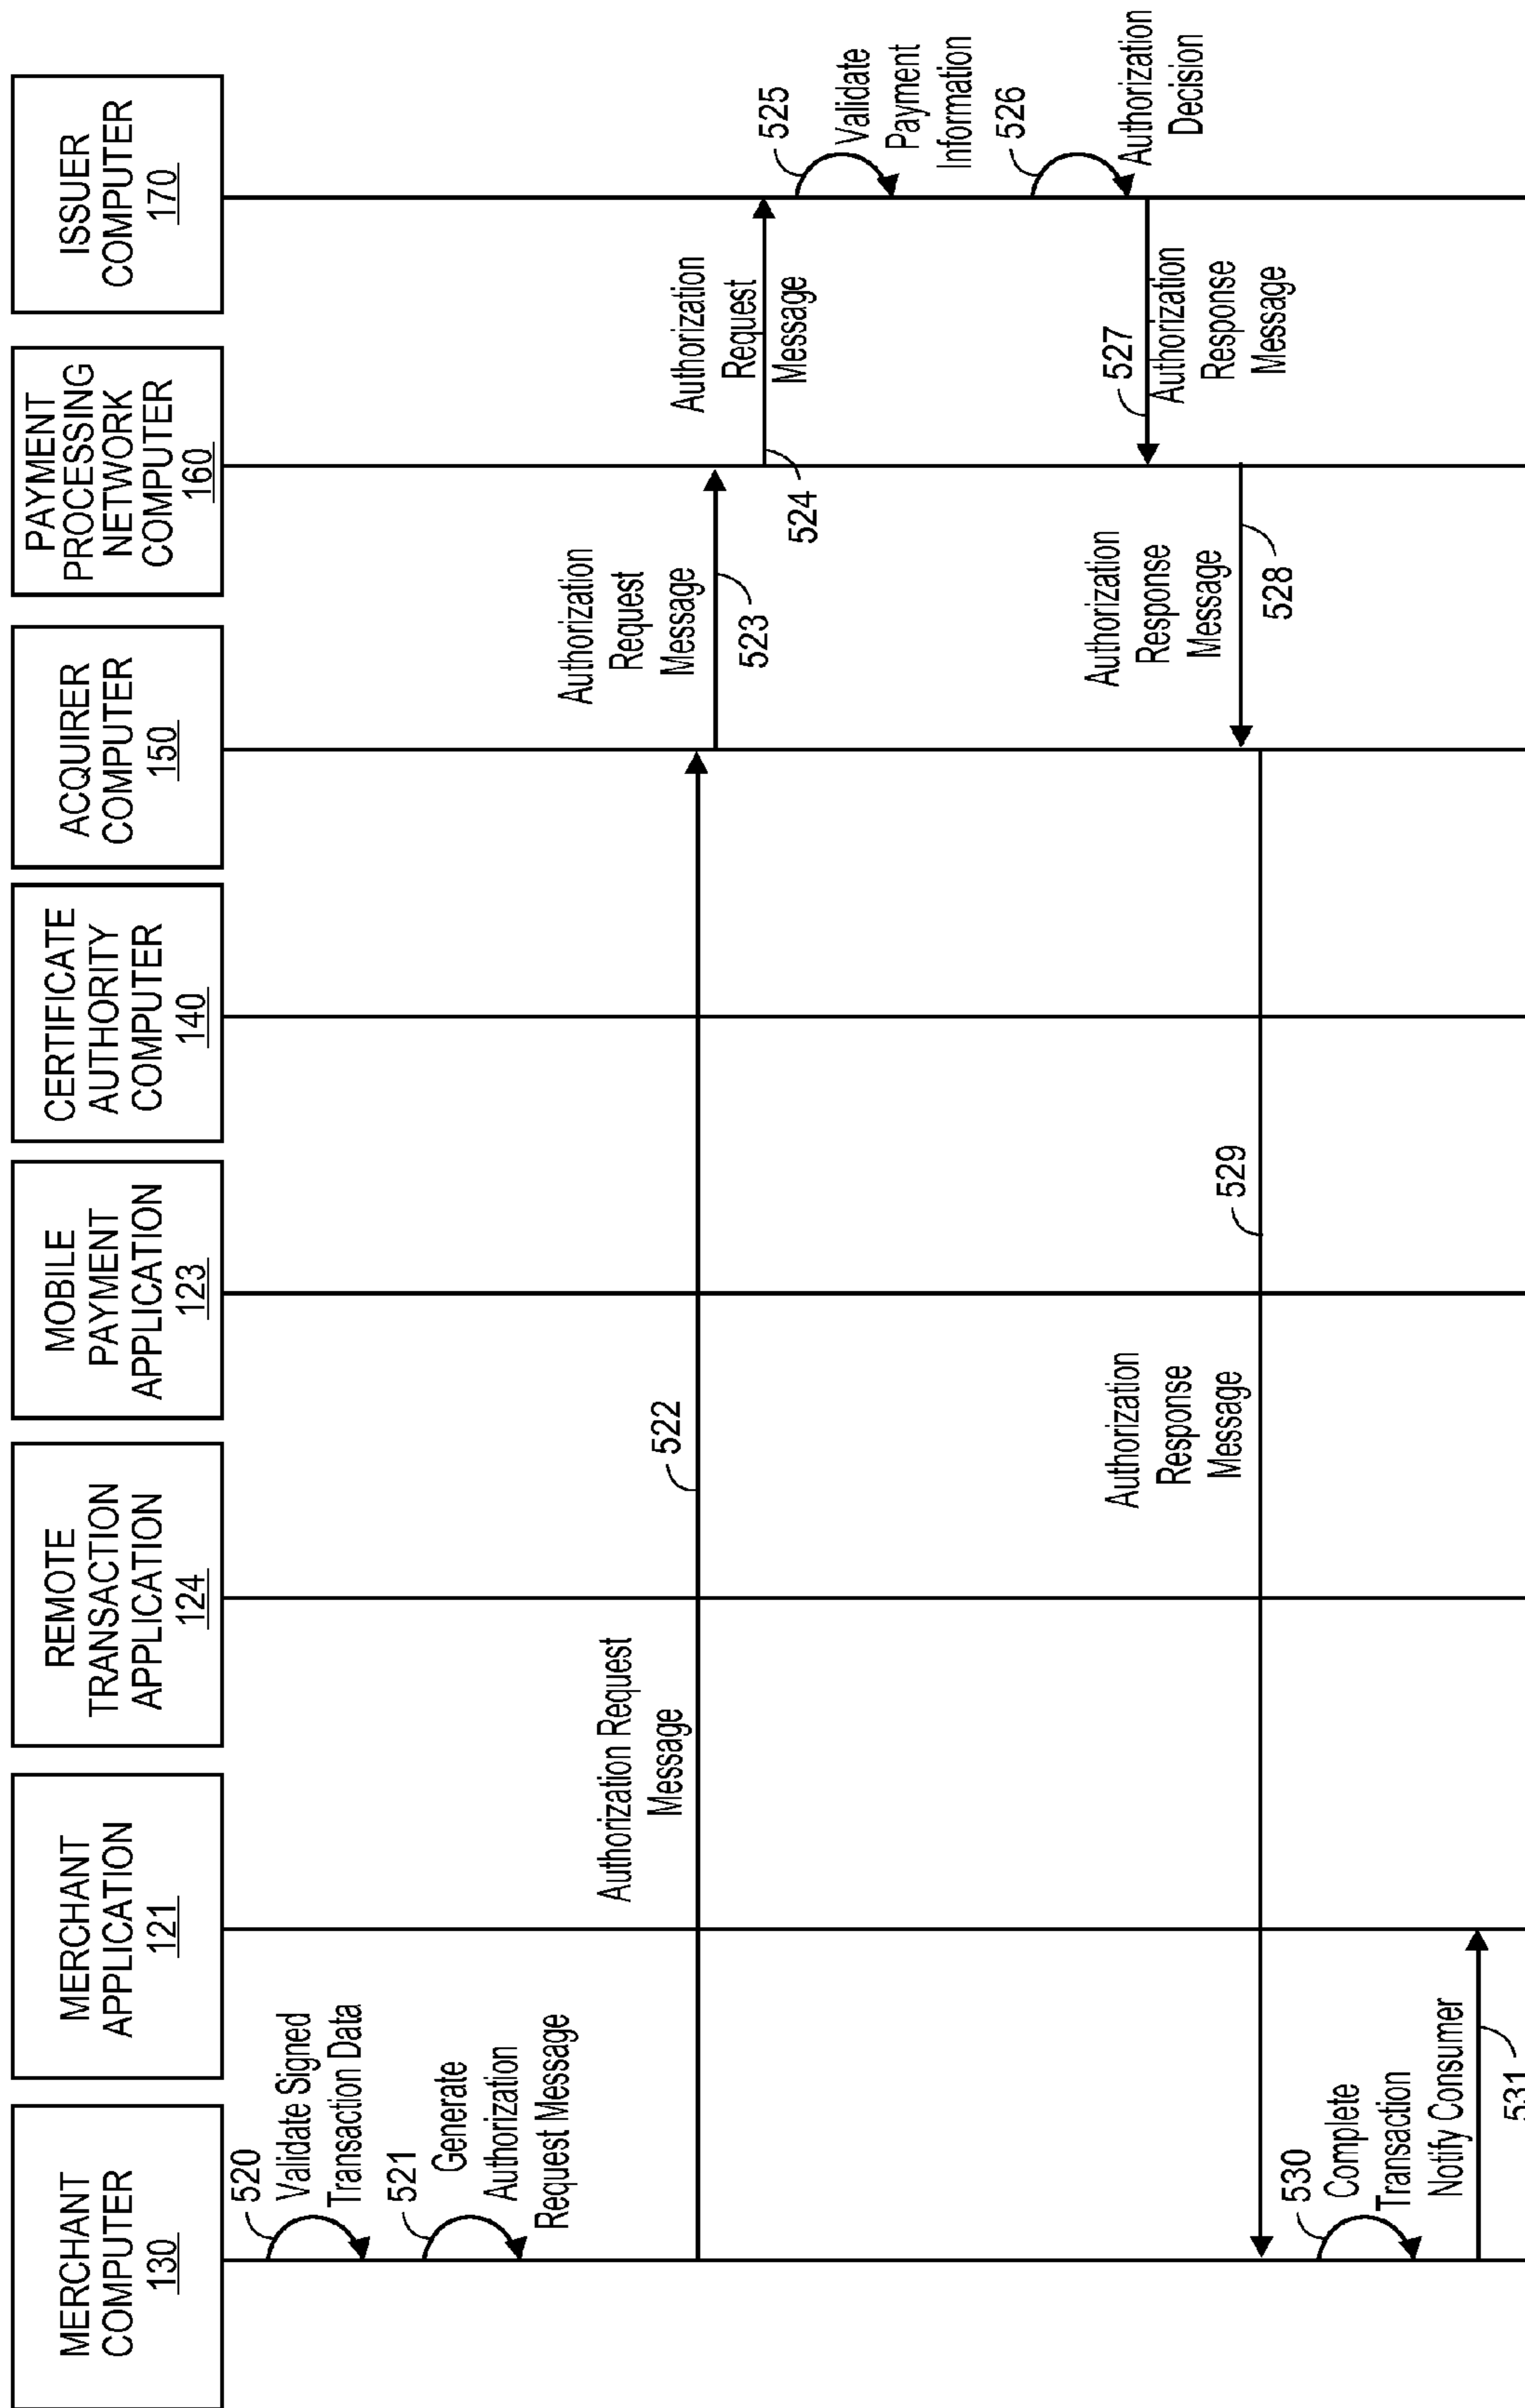 MERCHANT
COMPUTER
130
MERCHANT
APPLICATION
121
REMOTE
TRANSACTION
APPLICATION
124
MOBILE
PAYMENT
APPLICATION
123
CERTIFICATE
AUTHORITY
COMPUTER
140
ACQUIRER
COMPUTER
150
PAYMENT
PROCESSING
NETWORK
COMPUTER
160
ISSUER
COMPUTER
170
520
Validate Signed
Transaction Data
521
Generate
Authorization
Request Message
Authorization Request
Message
522
Authorization
Request
Message
523
Authorization
Request
Message
524
525
Validate
Payment
Information
526
Authorization
Decision
527
Authorization
Response
Message
Authorization
Response
Message
528
Authorization
Response
Message
529
530
Complete
Transaction
Notify Consumer
531